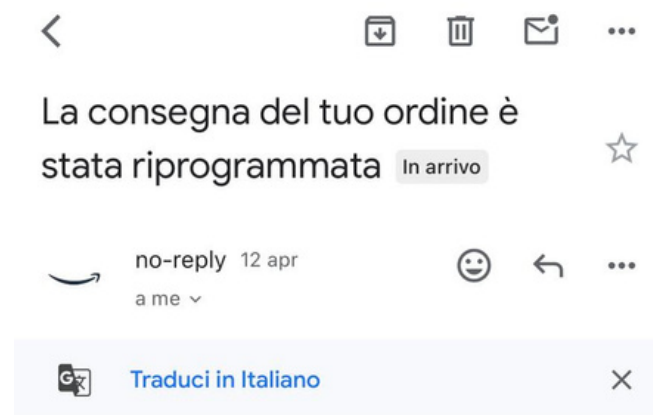 La consegna del tuo ordine è
stata riprogrammata In arrivo
no-reply 12 apr
a me
Traduci in Italiano